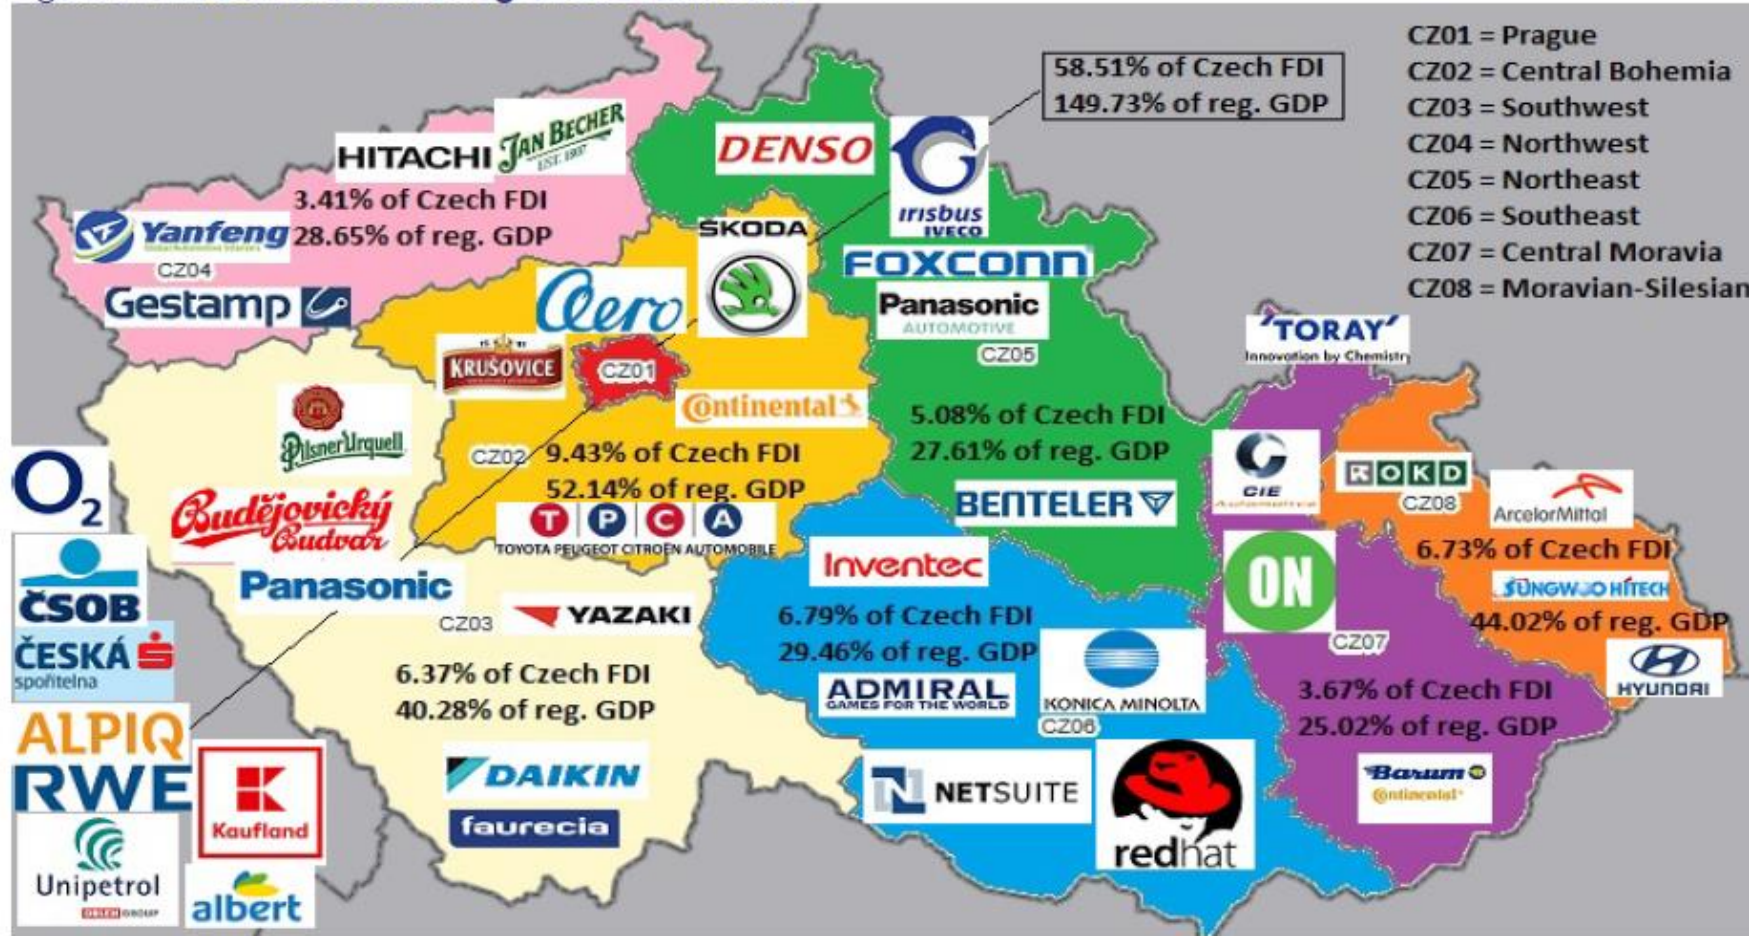 58.51% of Czech FDI
149.73% of reg. GDP
CZ01 = Prague
CZ02 = Central Bohemia
CZ03 = Southwest
CZ04 = Northwest
CZ05 = Northeast
CZ06 = Southeast
CZ07 = Central Moravia
CZ08 = Moravian-Silesian
HITACHI
JAN BECHER
EST. 1807
3.41% of Czech FDI
28.65% of reg. GDP
Yanfeng
CZ04
Gestamp
DENSO
irisbus
IVECO
ŠKODA
FOXCONN
Panasonic
AUTOMOTIVE
CZ05
5.08% of Czech FDI
27.61% of reg. GDP
BENTELER
Aero
KRUŠOVICE
CZ01
Continental
CZ02
9.43% of Czech FDI
52.14% of reg. GDP
T P C A
TOYOTA PEUGEOT CITROËN AUTOMOBILE
'TORAY'
Innovation by Chemistry
CIE
Automotive
OKD
CZ08
ArcelorMittal
6.73% of Czech FDI
SUNGWOO HITECH
44.02% of reg. GDP
HYUNDAI
ON
CZ07
3.67% of Czech FDI
25.02% of reg. GDP
Barum
Continental
Pilsner Urquell
Budějovický
Budvar
Panasonic
CZ03
YAZAKI
6.37% of Czech FDI
40.28% of reg. GDP
DAIKIN
faurecia
Inventec
6.79% of Czech FDI
29.46% of reg. GDP
ADMIRAL
GAMES FOR THE WORLD
KONICA MINOLTA
CZ06
NETSUITE
redhat
O2
ČSOB
ČESKÁ
spořitelna
ALPIQ
RWE
Kaufland
Unipetrol
ORLEN GROUP
albert